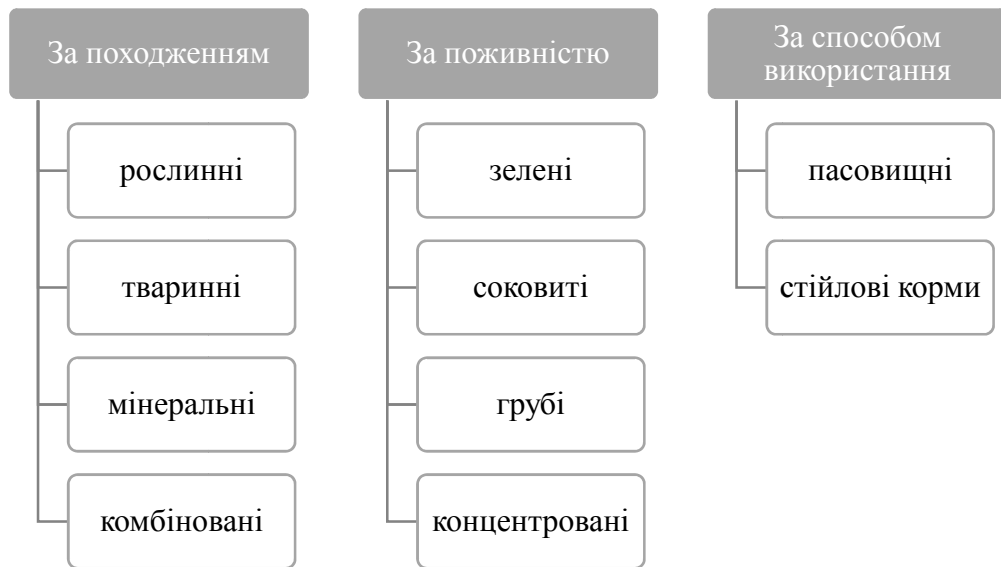 За походженням
рослинні
тваринні
мінеральні
комбіновані
За поживністю
зелені
соковиті
грубі
концентровані
За способом
використання
пасовищні
стійлові корми